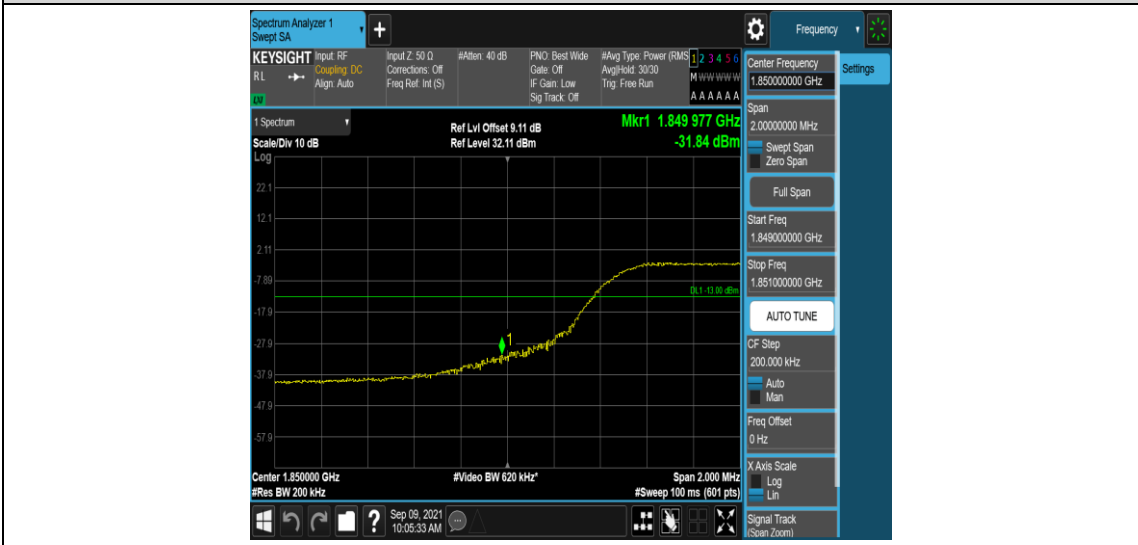 Spectrum Analyzer 1
Swept SA
+
Frequency
KEYSIGHT
RL
LXI
Input: RF
Coupling: DC
Align: Auto
Input Z: 50 Ω
Corrections: Off
Freq Ref: Int (S)
#Atten: 40 dB
PNO: Best Wide
Gate: Off
IF Gain: Low
Sig Track: Off
#Avg Type: Power (RMS
Avg|Hold: 30/30
Trig: Free Run
1 2 3 4 5 6
M W W W W W
A A A A A A
1 Spectrum
Scale/Div 10 dB
Ref Lvl Offset 9.11 dB
Ref Level 32.11 dBm
Mkr1 1.849 977 GHz
-31.84 dBm
Log
22.1
12.1
2.11
-7.89
-17.9
-27.9
-37.9
-47.9
-57.9
DL1 -13.00 dBm
1
Center 1.850000 GHz
#Res BW 200 kHz
#Video BW 620 kHz*
Span 2.000 MHz
#Sweep 100 ms (601 pts)
Center Frequency
1.850000000 GHz
Settings
Span
2.00000000 MHz
Swept Span
Zero Span
Full Span
Start Freq
1.849000000 GHz
Stop Freq
1.851000000 GHz
AUTO TUNE
CF Step
200.000 kHz
Auto
Man
Freq Offset
0 Hz
X Axis Scale
Log
Lin
Signal Track
(Span Zoom)
?
Sep 09, 2021
10:05:33 AM